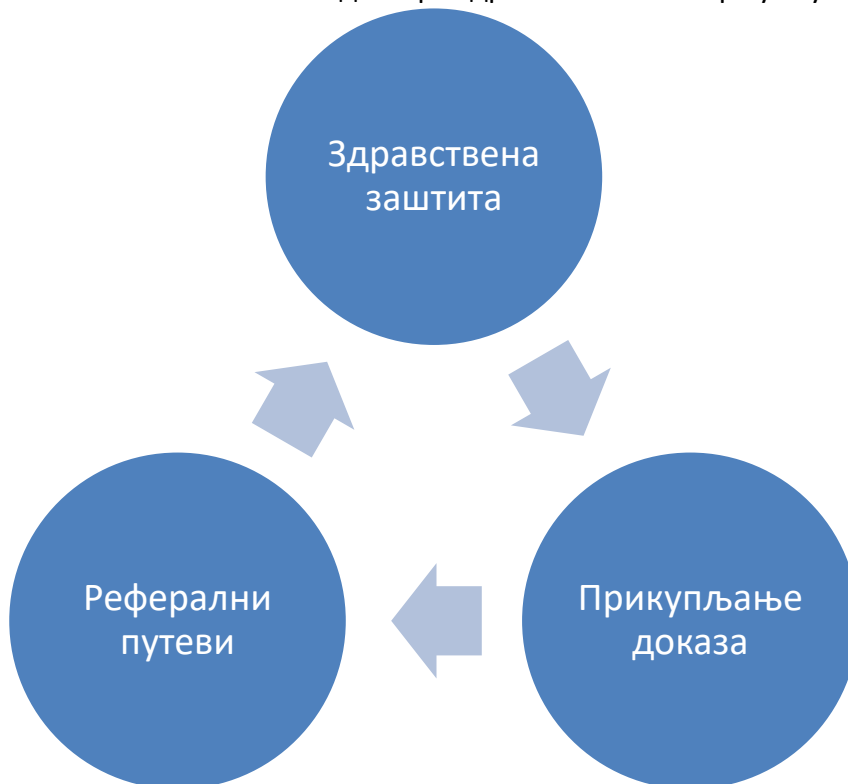 Здравствена
заштита
Реферални
путеви
Прикупљање
доказа